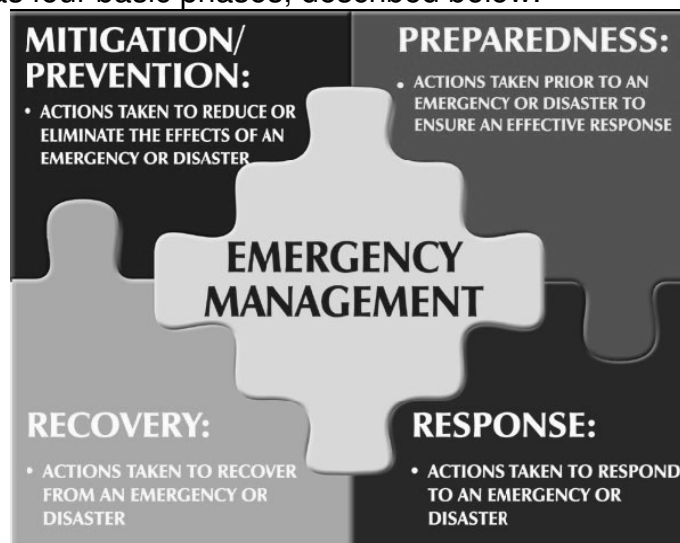 as four basic phases, described below:
MITIGATION/
PREVENTION:
• ACTIONS TAKEN TO REDUCE OR
ELIMINATE THE EFFECTS OF AN
EMERGENCY OR DISASTER
PREPAREDNESS:
• ACTIONS TAKEN PRIOR TO AN
EMERGENCY OR DISASTER TO
ENSURE AN EFFECTIVE RESPONSE
EMERGENCY
MANAGEMENT
RECOVERY:
• ACTIONS TAKEN TO RECOVER
FROM AN EMERGENCY OR
DISASTER
RESPONSE:
• ACTIONS TAKEN TO RESPOND
TO AN EMERGENCY OR
DISASTER